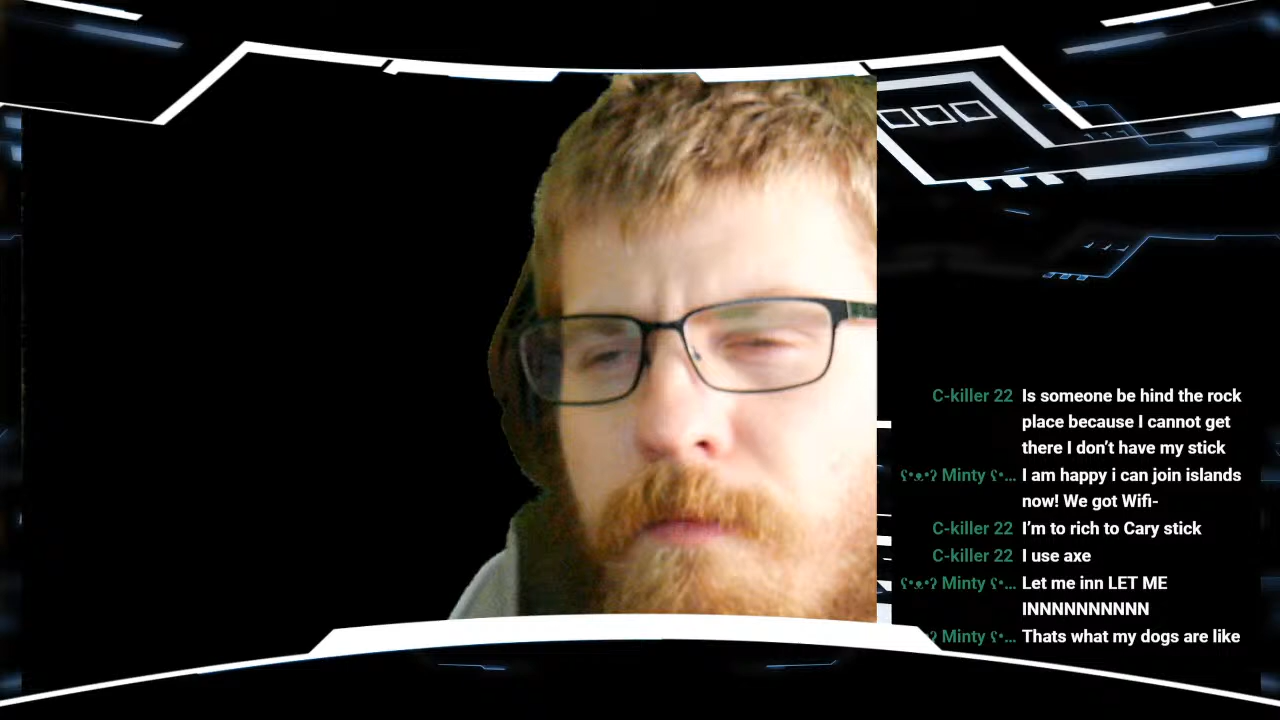 C-killer 22 Is someone be hind the rock
place because I cannot get
there I don't have my stick
ʕ•ᴥ•ʔ Minty ʕ•... I am happy i can join islands
now! We got Wifi-
C-killer 22 I'm to rich to Cary stick
C-killer 22 I use axe
ʕ•ᴥ•ʔ Minty ʕ•... Let me inn LET ME
INNNNNNNNNN
ʔ Minty ʕ•... Thats what my dogs are like